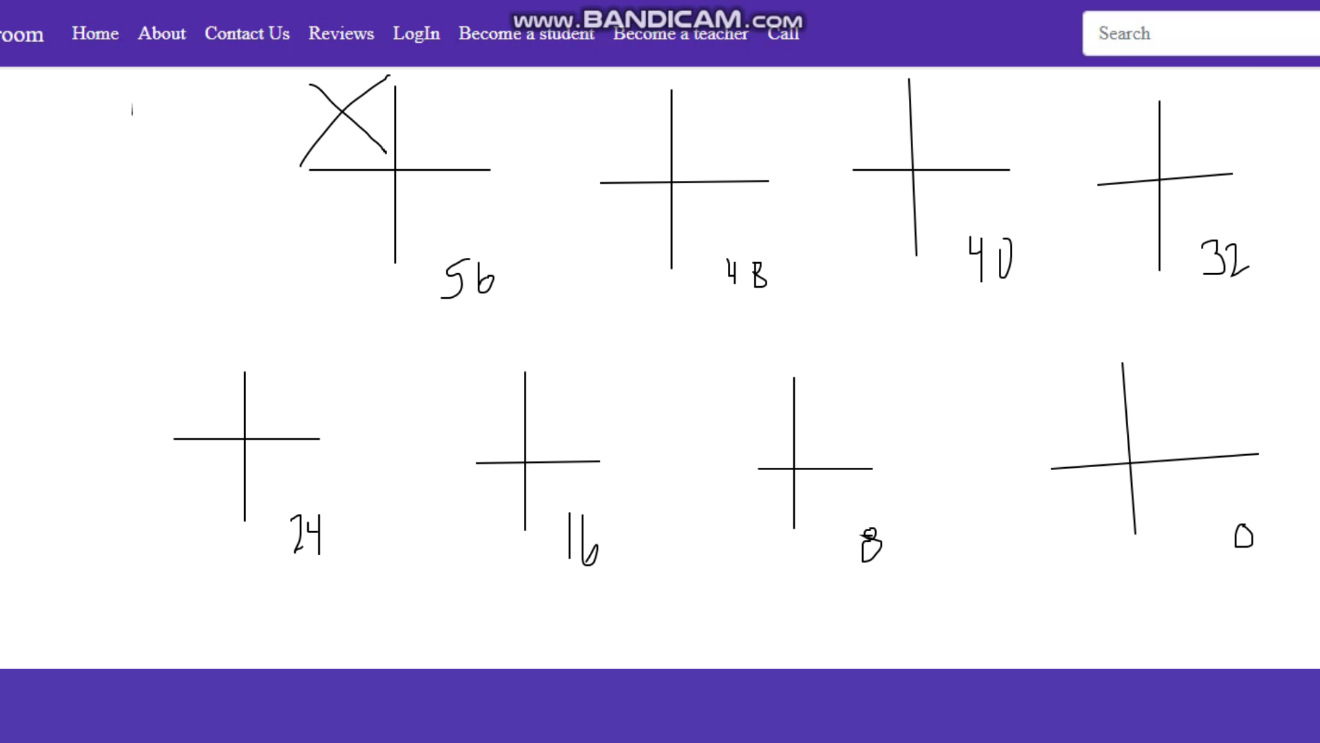 www.BANDICAM.com
room Home About Contact Us Reviews LogIn Become a student Become a teacher Call Search
56 48 40 32
24 16 8 0